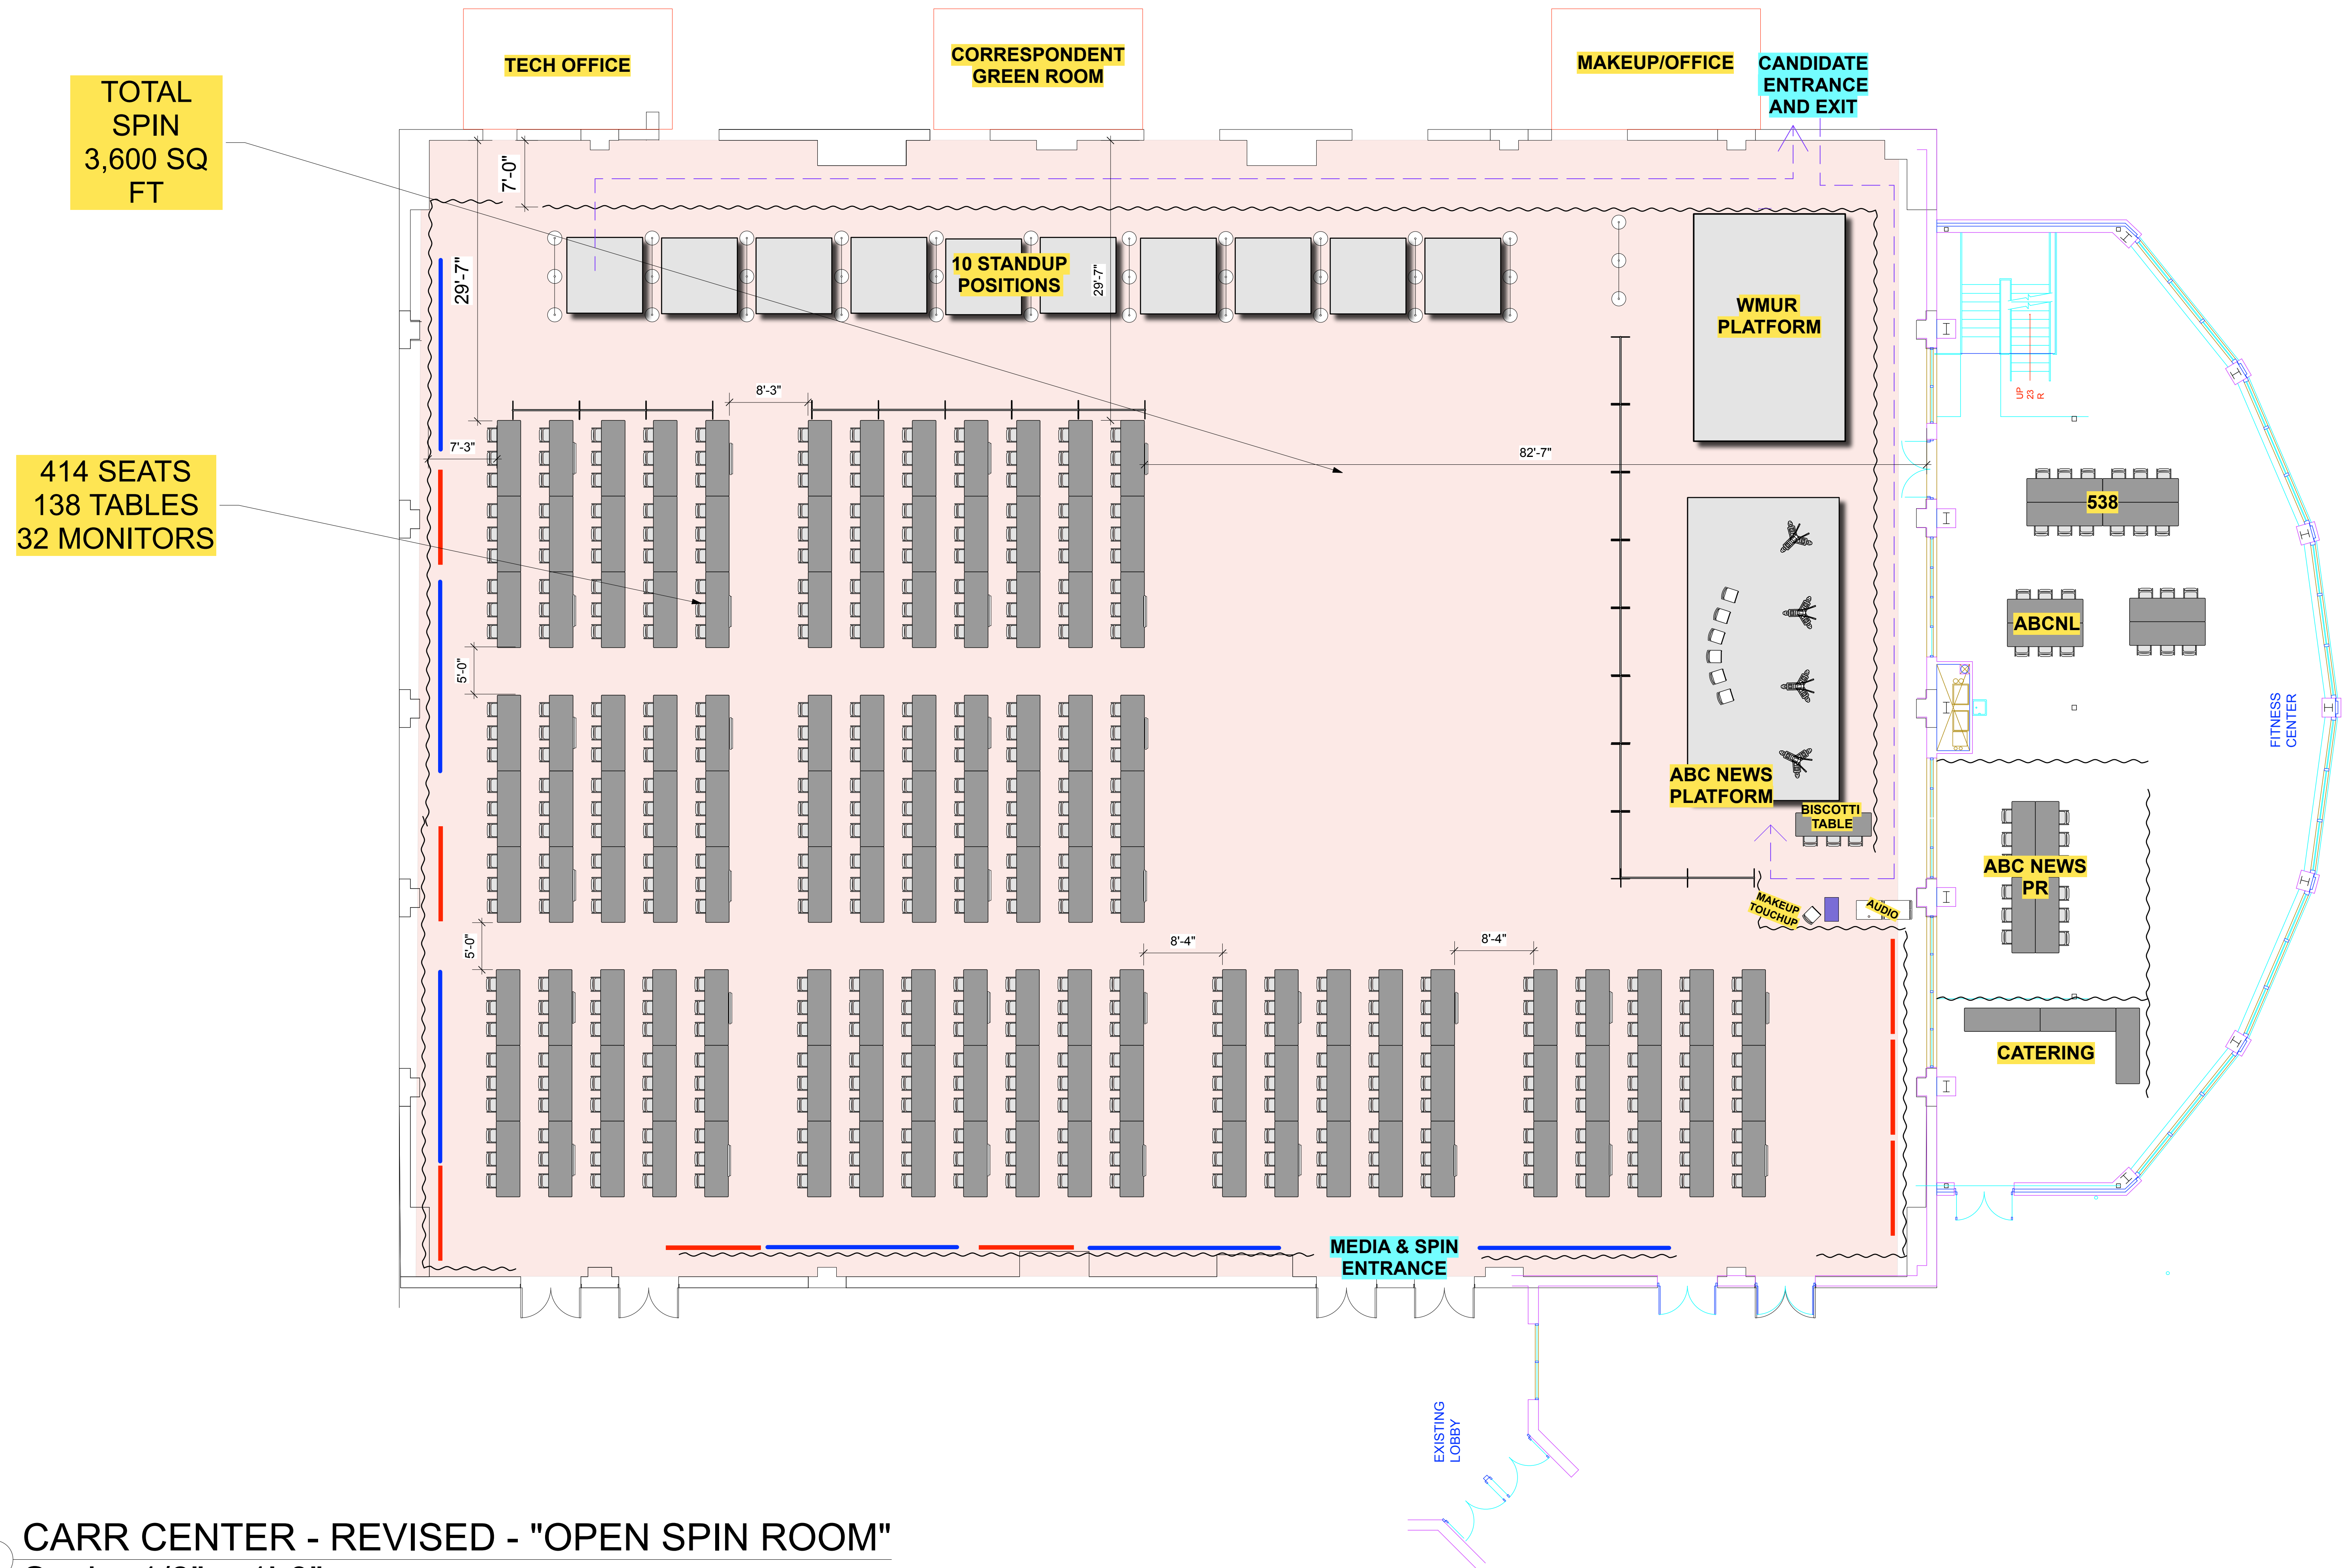 TECH OFFICE
CORRESPONDENT
GREEN ROOM
MAKEUP/OFFICE
CANDIDATE
ENTRANCE
AND EXIT
TOTAL
SPIN
3,600 SQ
FT
7'-0"
29'-7"
10 STANDUP
POSITIONS
29'-7"
WMUR
PLATFORM
UP
23
R
8'-3"
7'-3"
82'-7"
414 SEATS
138 TABLES
32 MONITORS
538
ABCNL
5'-0"
FITNESS
CENTER
ABC NEWS
PLATFORM
BISCOTTI
TABLE
ABC NEWS
PR
MAKEUP
TOUCHUP
AUDIO
5'-0"
8'-4"
8'-4"
CATERING
MEDIA & SPIN
ENTRANCE
EXISTING
LOBBY
CARR CENTER - REVISED - "OPEN SPIN ROOM"